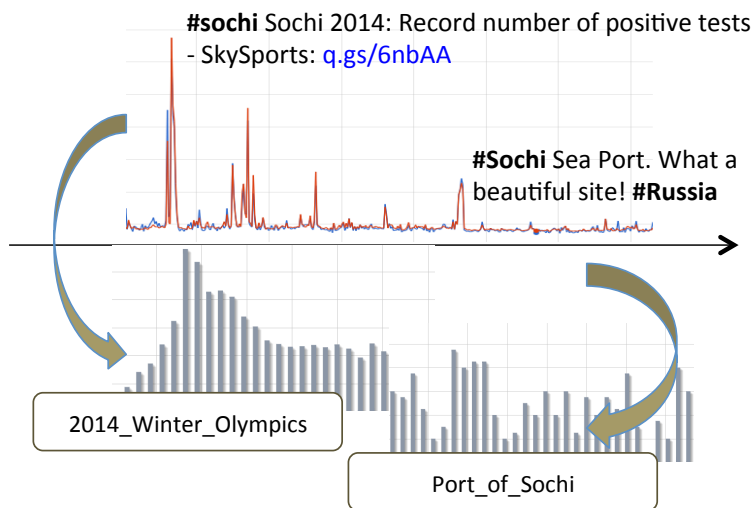 #sochi Sochi 2014: Record number of positive tests
- SkySports: q.gs/6nbAA
#Sochi Sea Port. What a
beautiful site! #Russia
2014_Winter_Olympics
Port_of_Sochi